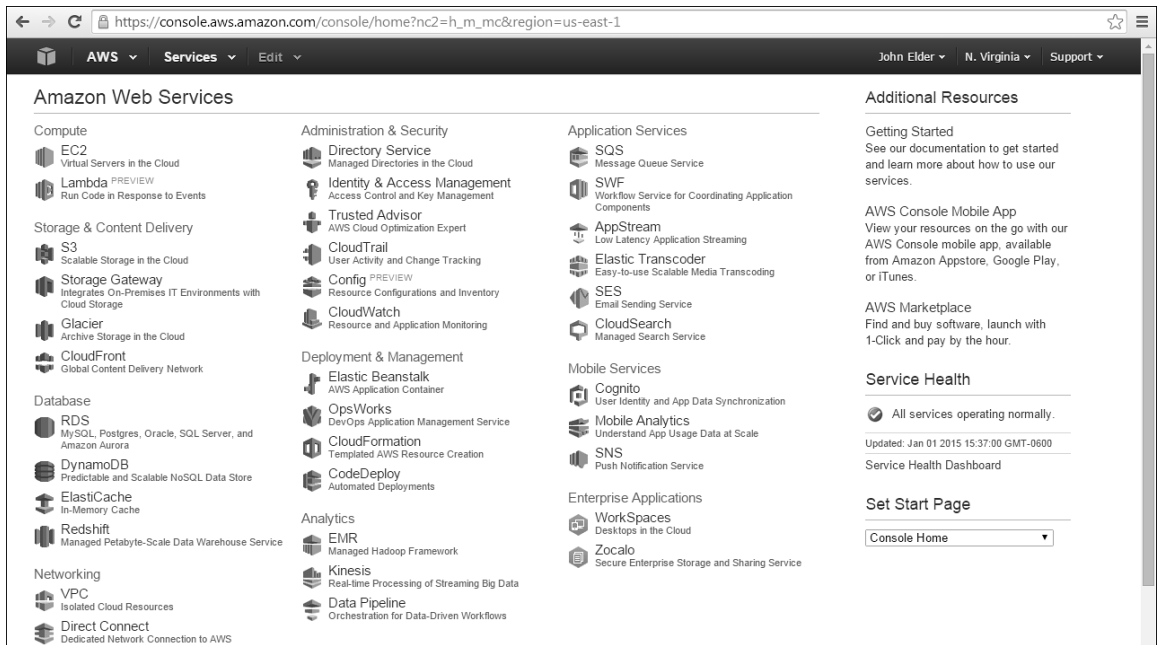 https://console.aws.amazon.com/console/home?nc2=h_m_mc&region=us-east-1
AWS Services Edit John Elder N. Virginia Support
Amazon Web Services
Compute
EC2
Virtual Servers in the Cloud
Lambda PREVIEW
Run Code in Response to Events
Storage & Content Delivery
S3
Scalable Storage in the Cloud
Storage Gateway
Integrates On-Premises IT Environments with
Cloud Storage
Glacier
Archive Storage in the Cloud
CloudFront
Global Content Delivery Network
Database
RDS
MySQL, Postgres, Oracle, SQL Server, and
Amazon Aurora
DynamoDB
Predictable and Scalable NoSQL Data Store
ElastiCache
In-Memory Cache
Redshift
Managed Petabyte-Scale Data Warehouse Service
Networking
VPC
Isolated Cloud Resources
Direct Connect
Dedicated Network Connection to AWS
Administration & Security
Directory Service
Managed Directories in the Cloud
Identity & Access Management
Access Control and Key Management
Trusted Advisor
AWS Cloud Optimization Expert
CloudTrail
User Activity and Change Tracking
Config PREVIEW
Resource Configurations and Inventory
CloudWatch
Resource and Application Monitoring
Deployment & Management
Elastic Beanstalk
AWS Application Container
OpsWorks
DevOps Application Management Service
CloudFormation
Templated AWS Resource Creation
CodeDeploy
Automated Deployments
Analytics
EMR
Managed Hadoop Framework
Kinesis
Real-time Processing of Streaming Big Data
Data Pipeline
Orchestration for Data-Driven Workflows
Application Services
SQS
Message Queue Service
SWF
Workflow Service for Coordinating Application
Components
AppStream
Low Latency Application Streaming
Elastic Transcoder
Easy-to-use Scalable Media Transcoding
SES
Email Sending Service
CloudSearch
Managed Search Service
Mobile Services
Cognito
User Identity and App Data Synchronization
Mobile Analytics
Understand App Usage Data at Scale
SNS
Push Notification Service
Enterprise Applications
WorkSpaces
Desktops in the Cloud
Zocalo
Secure Enterprise Storage and Sharing Service
Additional Resources
Getting Started
See our documentation to get started
and learn more about how to use our
services.
AWS Console Mobile App
View your resources on the go with our
AWS Console mobile app, available
from Amazon Appstore, Google Play,
or iTunes.
AWS Marketplace
Find and buy software, launch with
1-Click and pay by the hour.
Service Health
All services operating normally.
Updated: Jan 01 2015 15:37:00 GMT-0600
Service Health Dashboard
Set Start Page
Console Home